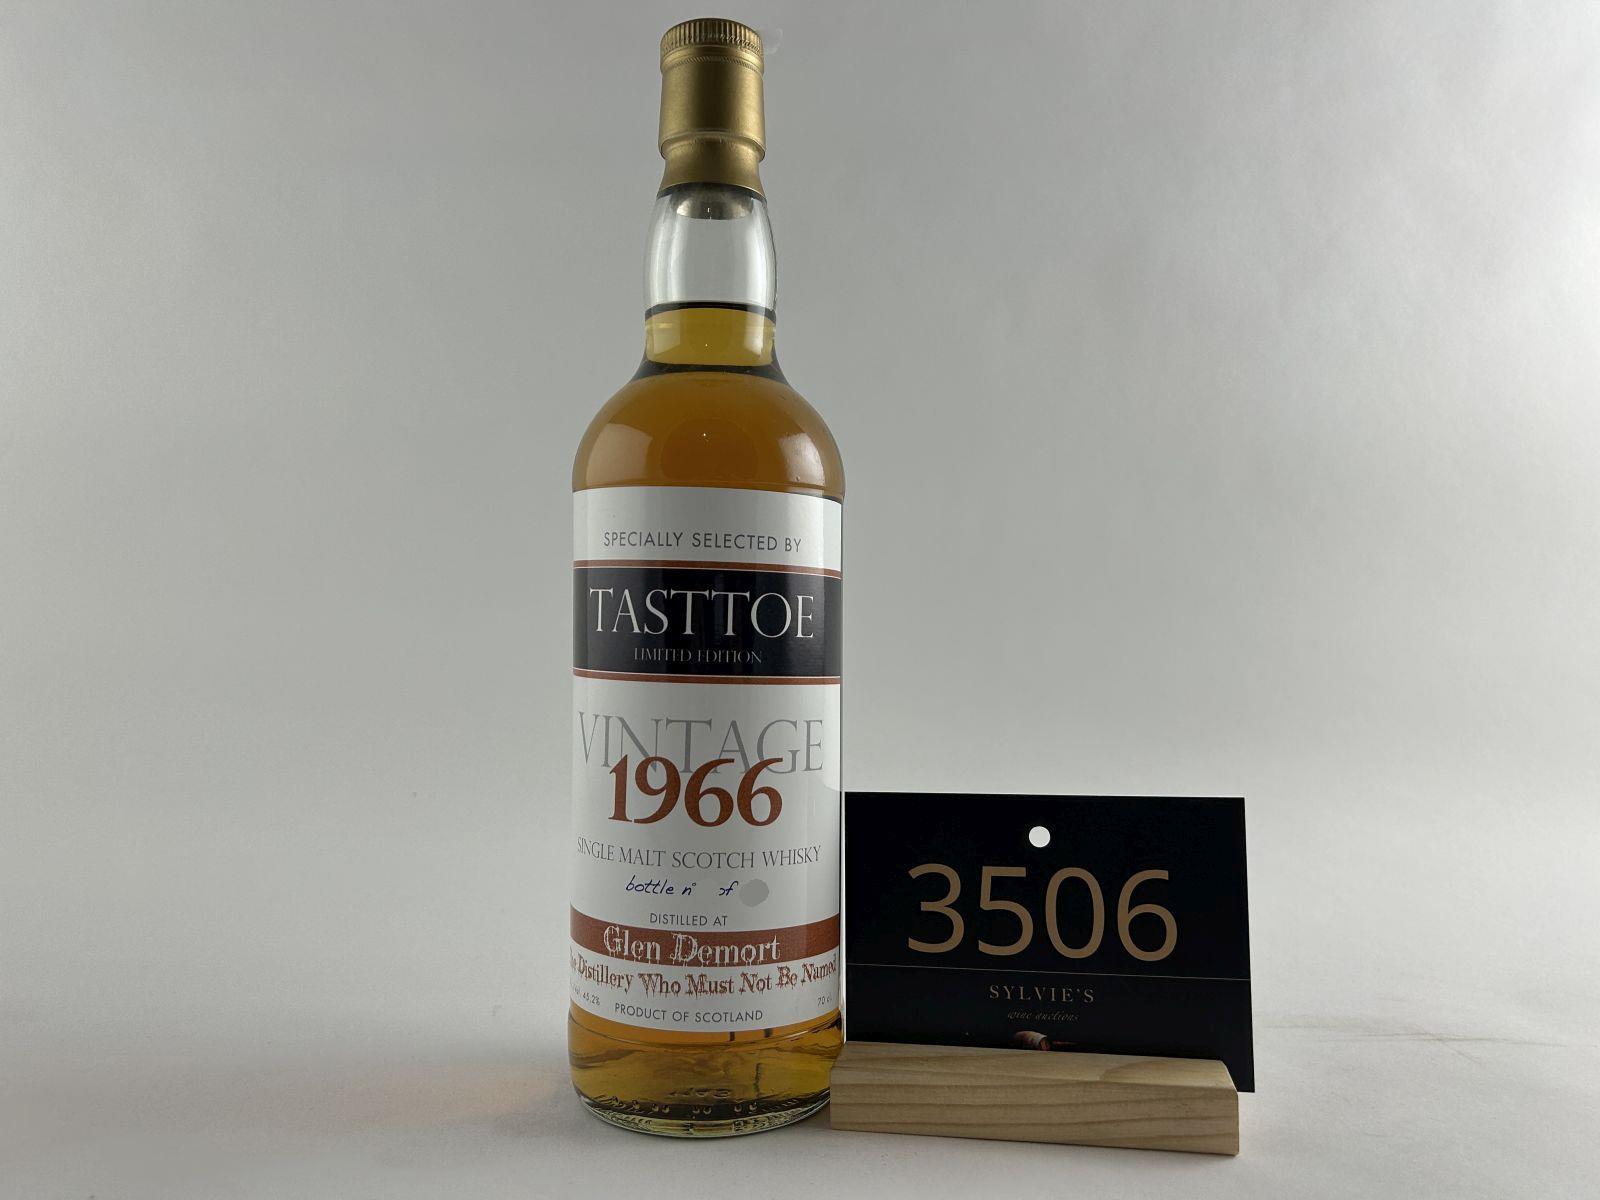 SPECIALLY SELECTED BY
TASTTOE
LIMITED EDITION
VINTAGE
1966
SINGLE MALT SCOTCH WHISKY
bottle n° of
DISTILLED AT
Glen Demort
Distillery Who Must Not Be Named
45.2% 70 cl
PRODUCT OF SCOTLAND
3506
SYLVIE'S
wine auctions